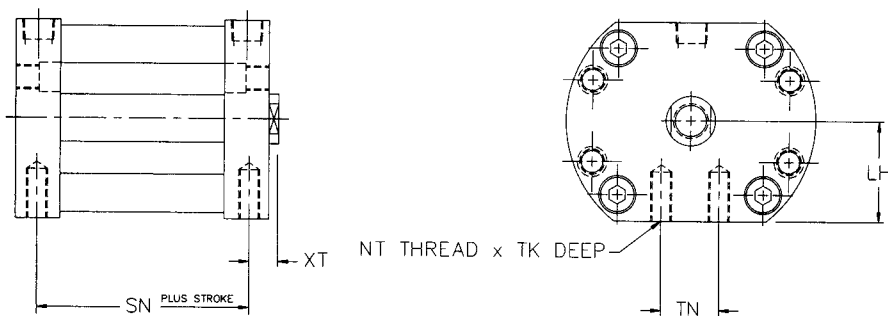 XT
SN PLUS STROKE
NT THREAD x TK DEEP
TN
LH